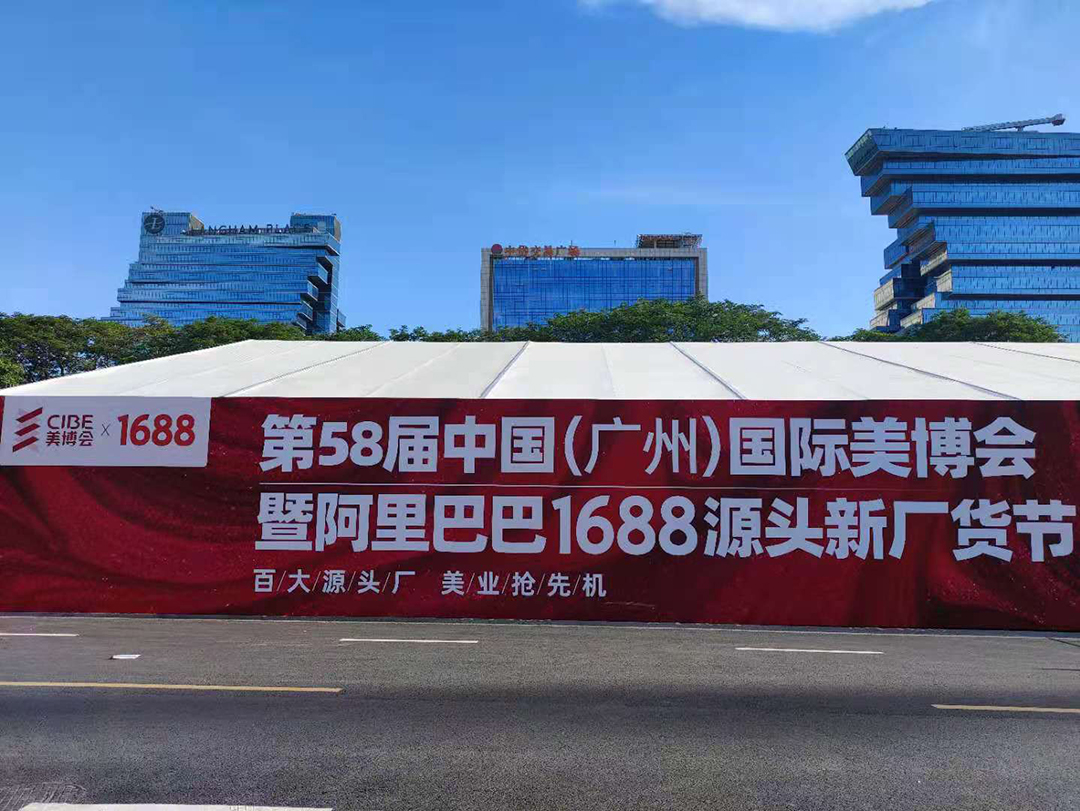 LANGHAM PLACE
CIBE
美博会
×
1688
第58届中国(广州)国际美博会
暨阿里巴巴1688源头新厂货节
百/大/源/头/厂 美/业/抢/先/机